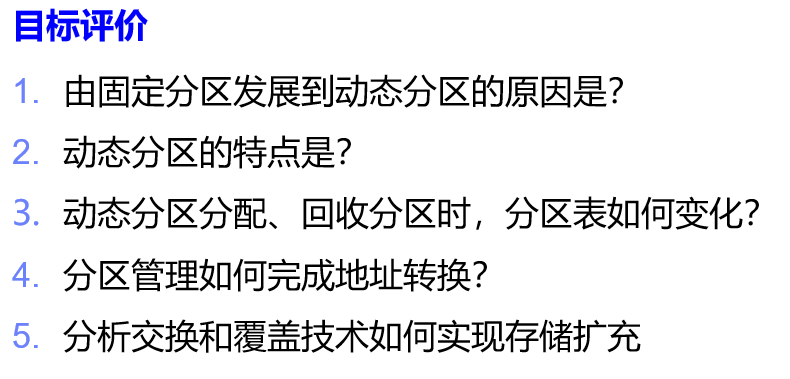 目标评价
1. 由固定分区发展到动态分区的原因是？
2. 动态分区的特点是？
3. 动态分区分配、回收分区时，分区表如何变化？
4. 分区管理如何完成地址转换？
5. 分析交换和覆盖技术如何实现存储扩充